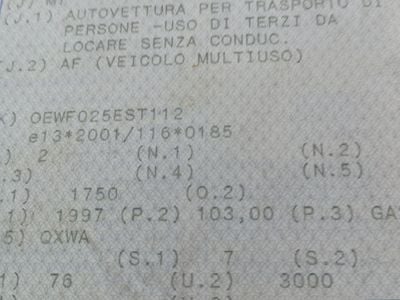 (J.1) AUTOVETTURA PER TRASPORTO DI
PERSONE -USO DI TERZI DA
LOCARE SENZA CONDUC.
(J.2) AF (VEICOLO MULTIUSO)
K) OEWF025EST112
e13*2001/116*0185
) 2 (N.1) (N.2)
.3) (N.4) (N.5)
.1) 1750 (O.2)
1) 1997 (P.2) 103,00 (P.3) GA
5) QXWA
(S.1) 7 (S.2)
1) 76 (U.2) 3000